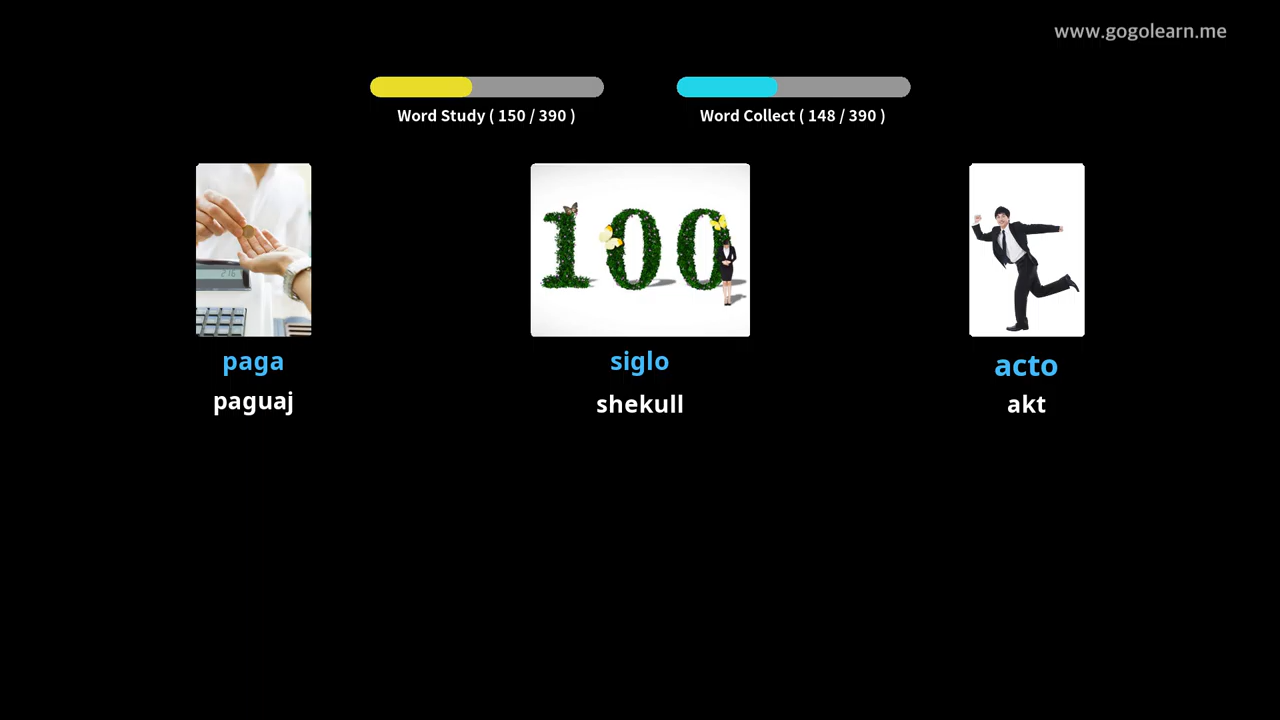 www.gogolearn.me
Word Study ( 150 / 390 )
Word Collect ( 148 / 390 )
paga
siglo
acto
paguaj
shekull
akt